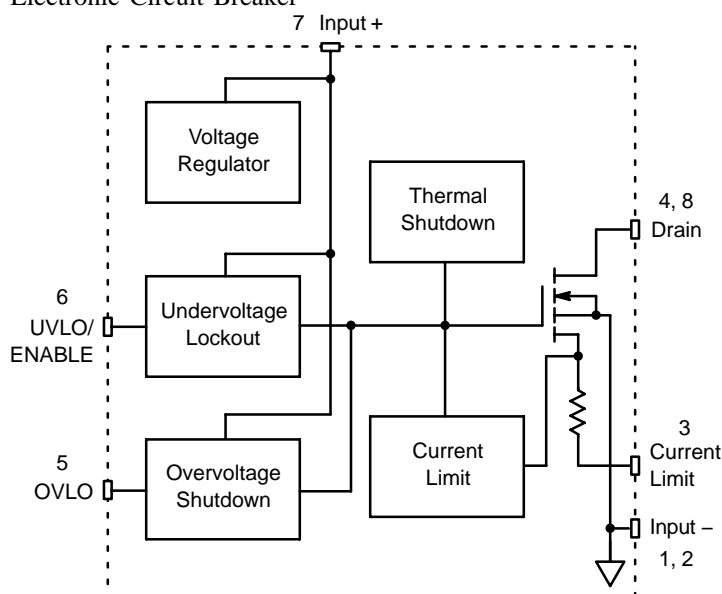 Electronic Circuit Breaker
7 Input +
Voltage
Regulator
Thermal
Shutdown
4, 8
Drain
6
UVLO/
ENABLE
Undervoltage
Lockout
5
OVLO
Overvoltage
Shutdown
Current
Limit
3
Current
Limit
Input –
1, 2